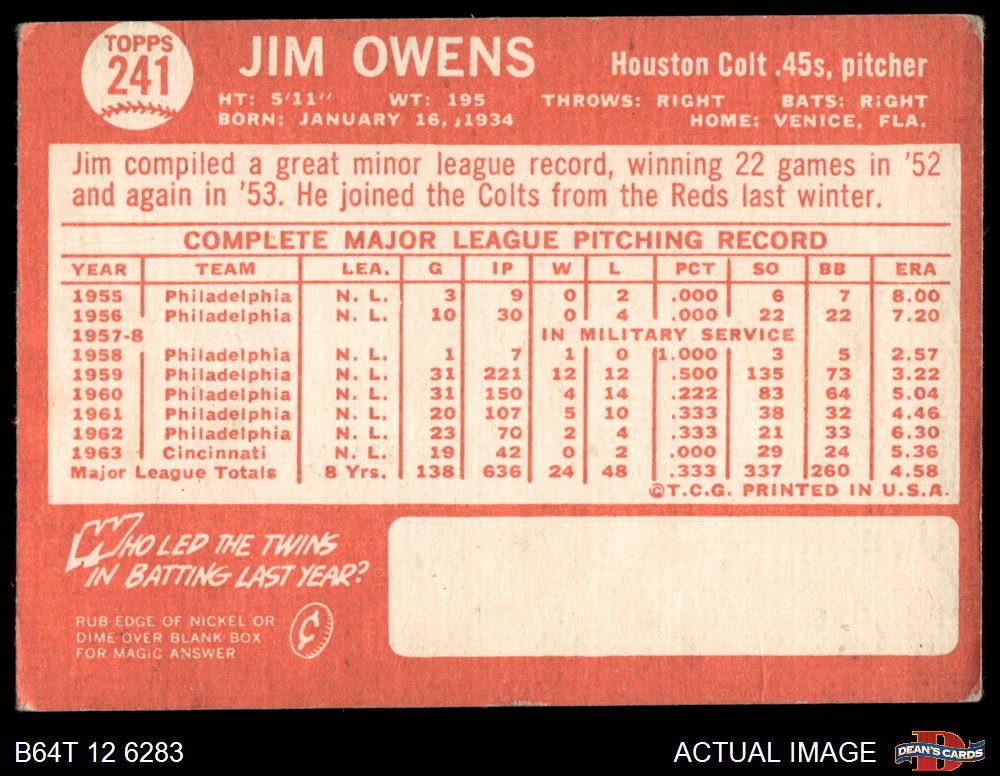 TOPPS
241
JIM OWENS
Houston Colt .45s, pitcher
HT: 5'11" WT: 195 THROWS: RIGHT BATS: RIGHT
BORN: JANUARY 16, 1934 HOME: VENICE, FLA.
Jim compiled a great minor league record, winning 22 games in '52
and again in '53. He joined the Colts from the Reds last winter.
COMPLETE MAJOR LEAGUE PITCHING RECORD
YEAR TEAM LEA. G IP W L PCT SO BB ERA
1955 Philadelphia N. L. 3 9 0 2 .000 6 7 8.00
1956 Philadelphia N. L. 10 30 0 4 .000 22 22 7.20
1957-8 IN MILITARY SERVICE
1958 Philadelphia N. L. 1 7 1 0 1.000 3 5 2.57
1959 Philadelphia N. L. 31 221 12 12 .500 135 73 3.22
1960 Philadelphia N. L. 31 150 4 14 .222 83 64 5.04
1961 Philadelphia N. L. 20 107 5 10 .333 38 32 4.46
1962 Philadelphia N. L. 23 70 2 4 .333 21 33 6.30
1963 Cincinnati N. L. 19 42 0 2 .000 29 24 5.36
Major League Totals 8 Yrs. 138 636 24 48 .333 337 260 4.58
©T.C.G. PRINTED IN U.S.A.
WHO LED THE TWINS
IN BATTING LAST YEAR?
RUB EDGE OF NICKEL OR
DIME OVER BLANK BOX
FOR MAGIC ANSWER
¢
B64T 12 6283
ACTUAL IMAGE
D
DEAN'S CARDS